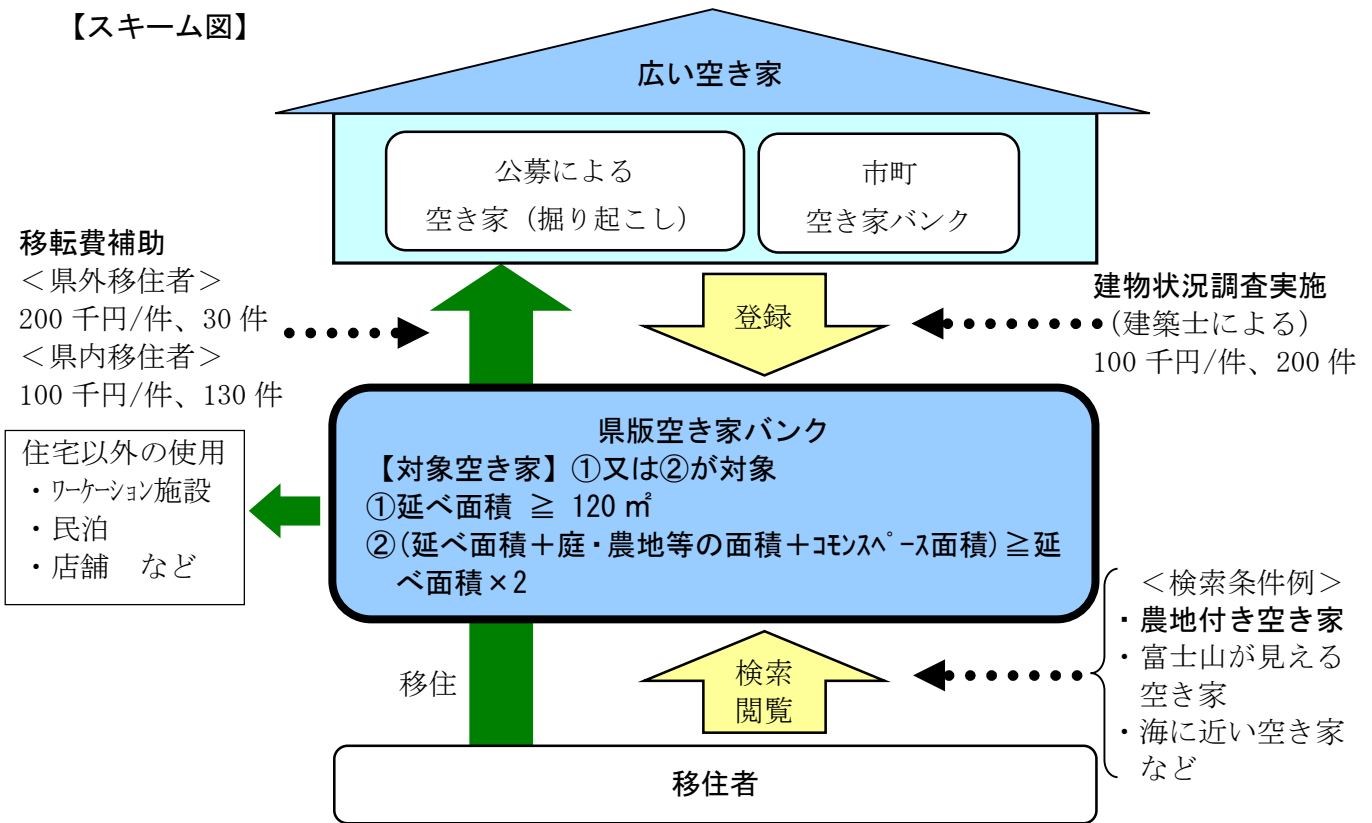 【スキーム図】
広い空き家
公募による
空き家（掘り起こし）
市町
空き家バンク
移転費補助
＜県外移住者＞
200 千円/件、30 件
＜県内移住者＞
100 千円/件、130 件
登録
建物状況調査実施
(建築士による)
100 千円/件、200 件
県版空き家バンク
【対象空き家】①又は②が対象
①延べ面積 ≧ 120 ㎡
②(延べ面積＋庭・農地等の面積＋ｺﾓﾝｽﾍﾟｰｽ面積)≧延
べ面積×2
住宅以外の使用
・ﾜｰｹｰｼｮﾝ施設
・民泊
・店舗　など
移住
検索
閲覧
＜検索条件例＞
・農地付き空き家
・富士山が見える
空き家
・海に近い空き家
など
移住者